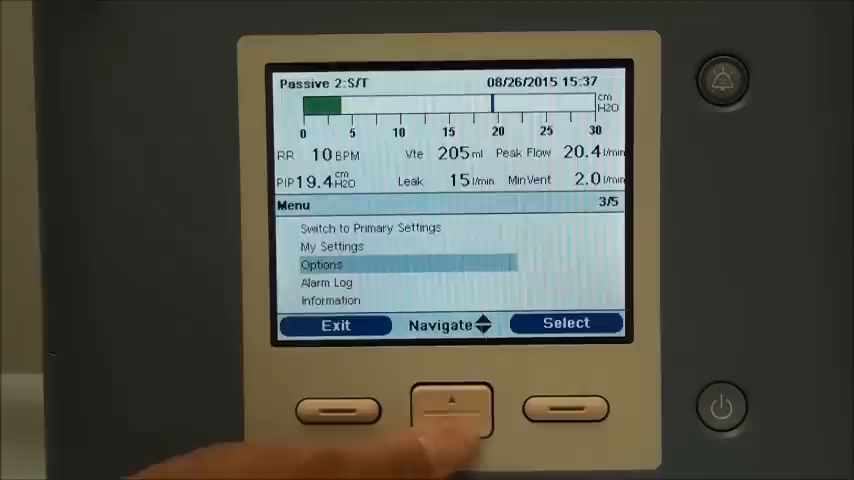 Passive 2:S/T 08/26/2015 15:37
cm
H2O
0 5 10 15 20 25 30
RR 10 BPM Vte 205 ml Peak Flow 20.4 l/min
PIP 19.4 cm H2O Leak 15 l/min MinVent 2.0 l/min
Menu 3/5
Switch to Primary Settings
My Settings
Options
Alarm Log
Information
Exit Navigate Select